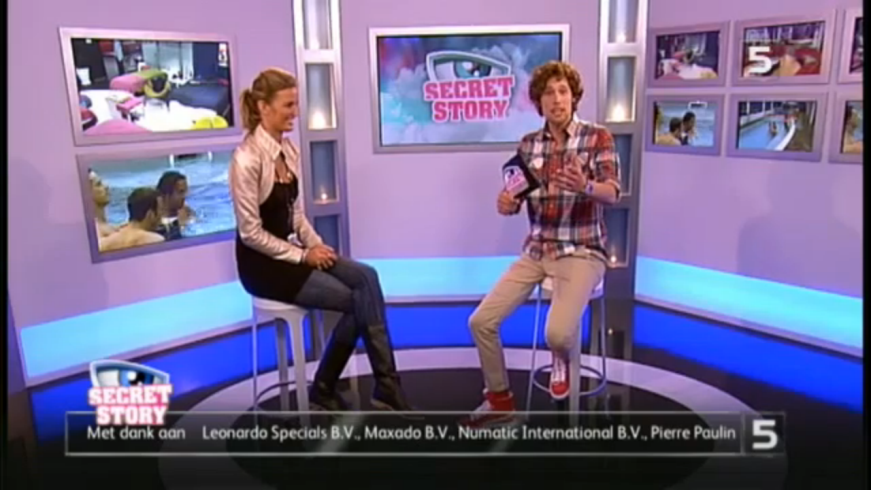 SECRET
STORY
5
SECRET
STORY
Met dank aan Leonardo Specials B.V., Maxado B.V., Numatic International B.V., Pierre Paulin 5